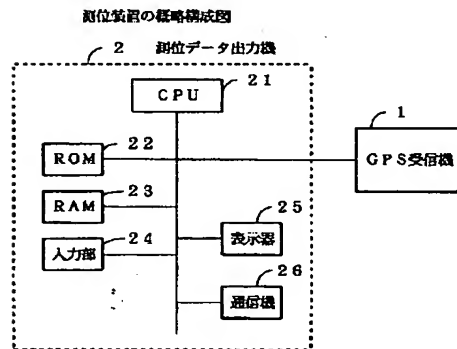 測位装置の概略構成図
2 測位データ出力機
21
CPU
1
GPS受信機
22
ROM
23
RAM
25
表示器
24
入力部
26
通信機